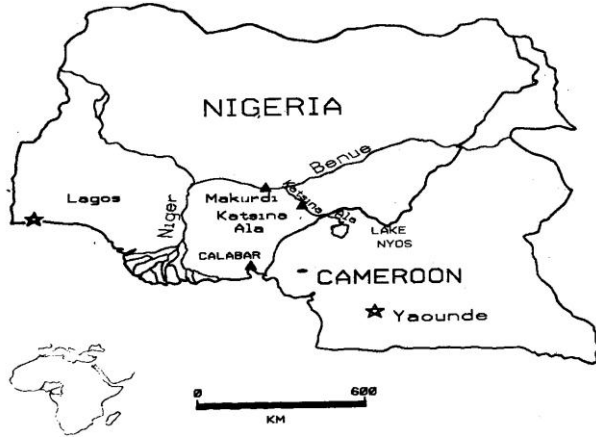 NIGERIA
Benue
Lagos
Niger
Makurdi
Katsina Ala
Katsina
Ala
LAKE
NYOS
CALABAR
CAMEROON
Yaounde
0 600
KM